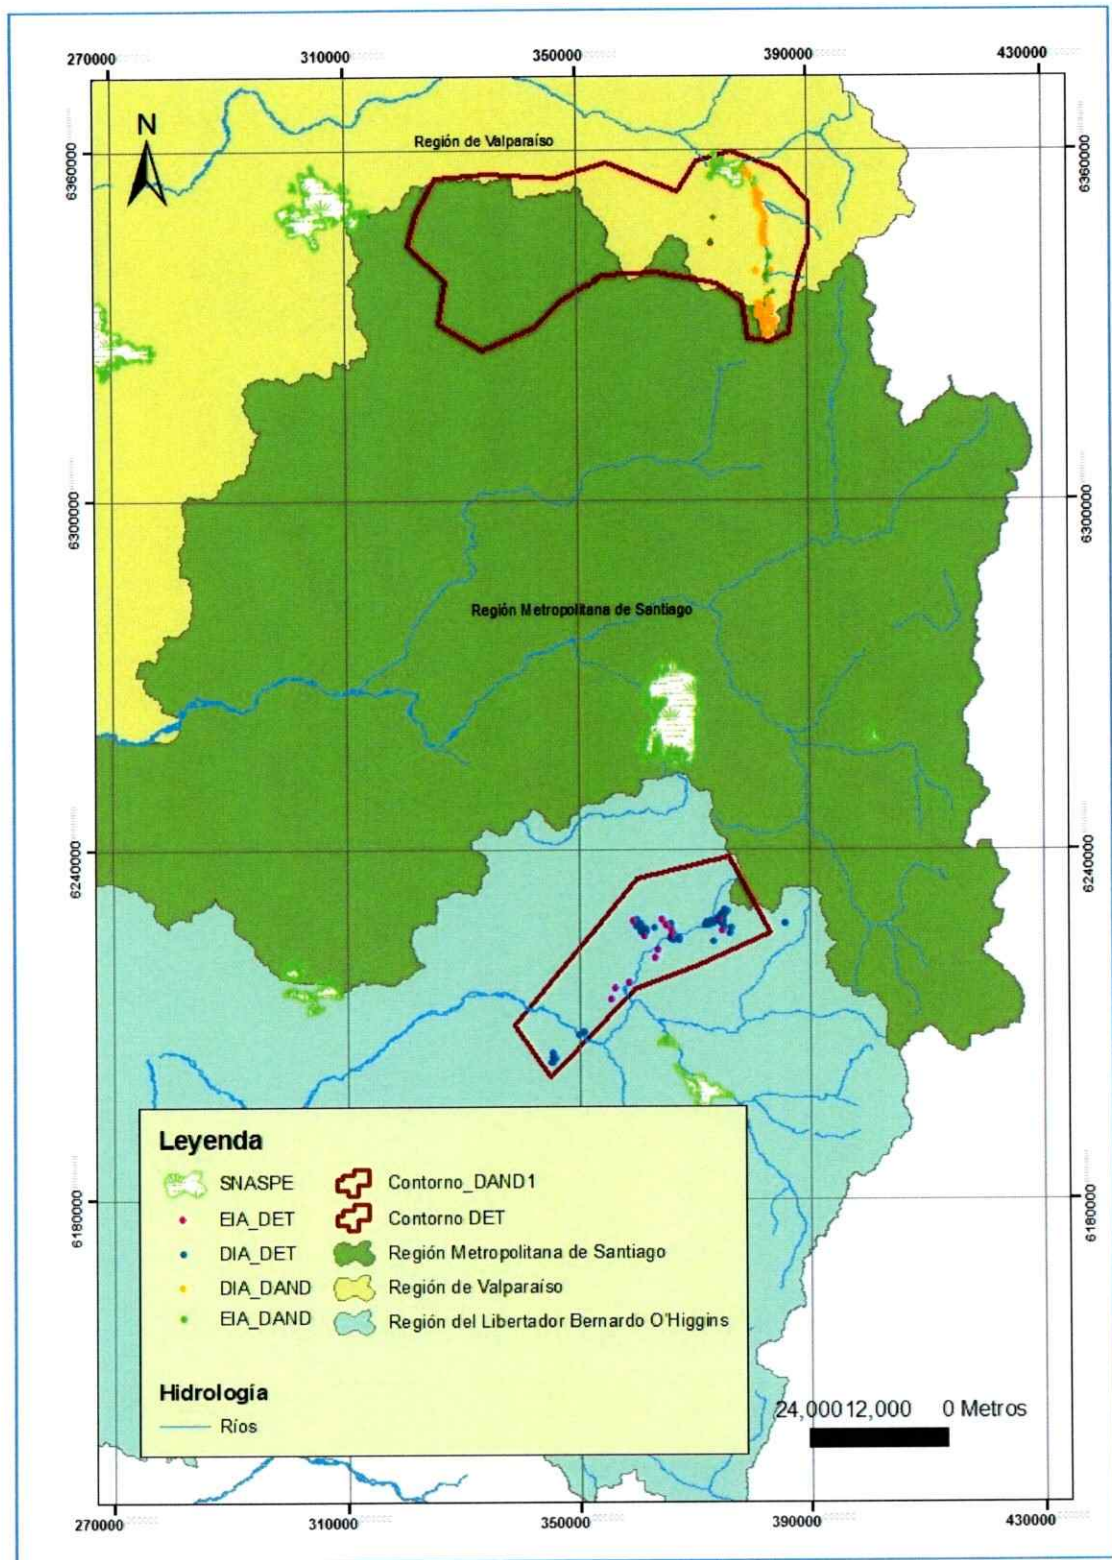 270000 310000 350000 390000 430000
N
Región de Valparaíso
6360000 6360000
6300000 6300000
Región Metropolitana de Santiago
6240000 6240000
6180000 6180000
Leyenda
SNASPE
EIA_DET
DIA_DET
DIA_DAND
EIA_DAND
Contorno_DAND1
Contorno DET
Región Metropolitana de Santiago
Región de Valparaíso
Región del Libertador Bernardo O'Higgins
Hidrología
Ríos
24,000 12,000 0 Metros
270000 310000 350000 390000 430000